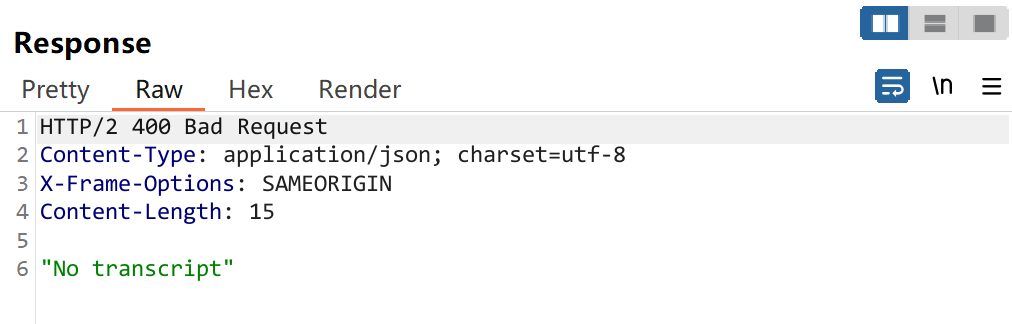 Response
Pretty Raw Hex Render \n
1 HTTP/2 400 Bad Request
2 Content-Type: application/json; charset=utf-8
3 X-Frame-Options: SAMEORIGIN
4 Content-Length: 15
5
6 "No transcript"